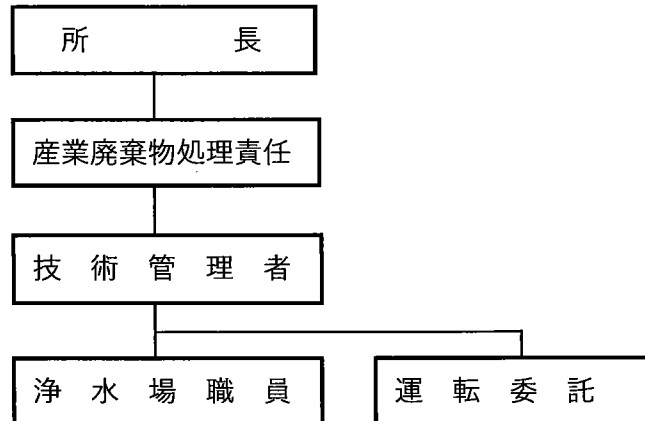 所長
産業廃棄物処理責任
技術管理者
浄水場職員
運転委託